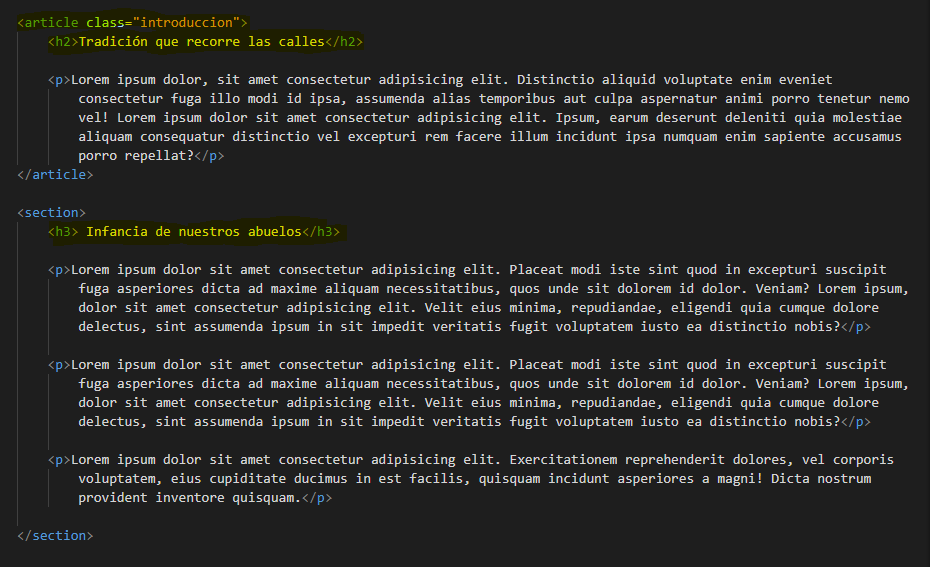 <article class="introduccion">
<h2>Tradición que recorre las calles</h2>
<p>Lorem ipsum dolor, sit amet consectetur adipisicing elit. Distinctio aliquid voluptate enim eveniet
consectetur fuga illo modi id ipsa, assumenda alias temporibus aut culpa aspernatur animi porro tenetur nemo
vel! Lorem ipsum dolor sit amet consectetur adipisicing elit. Ipsum, earum deserunt deleniti quia molestiae
aliquam consequatur distinctio vel excepturi rem facere illum incidunt ipsa numquam enim sapiente accusamus
porro repellat?</p>
</article>
<section>
<h3> Infancia de nuestros abuelos</h3>
<p>Lorem ipsum dolor sit amet consectetur adipisicing elit. Placeat modi iste sint quod in excepturi suscipit
fuga asperiores dicta ad maxime aliquam necessitatibus, quos unde sit dolorem id dolor. Veniam? Lorem ipsum,
dolor sit amet consectetur adipisicing elit. Velit eius minima, repudiandae, eligendi quia cumque dolore
delectus, sint assumenda ipsum in sit impedit veritatis fugit voluptatem iusto ea distinctio nobis?</p>
<p>Lorem ipsum dolor sit amet consectetur adipisicing elit. Placeat modi iste sint quod in excepturi suscipit
fuga asperiores dicta ad maxime aliquam necessitatibus, quos unde sit dolorem id dolor. Veniam? Lorem ipsum,
dolor sit amet consectetur adipisicing elit. Velit eius minima, repudiandae, eligendi quia cumque dolore
delectus, sint assumenda ipsum in sit impedit veritatis fugit voluptatem iusto ea distinctio nobis?</p>
<p>Lorem ipsum dolor sit amet consectetur adipisicing elit. Exercitationem reprehenderit dolores, vel corporis
voluptatem, eius cupiditate ducimus in est facilis, quisquam incidunt asperiores a magni! Dicta nostrum
provident inventore quisquam.</p>
</section>